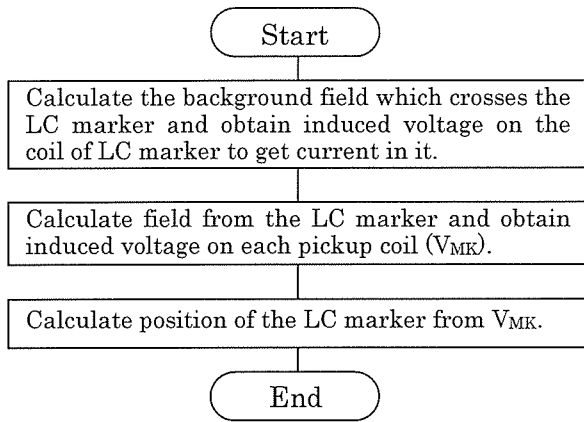 Start
Calculate the background field which crosses the
LC marker and obtain induced voltage on the
coil of LC marker to get current in it.
Calculate field from the LC marker and obtain
induced voltage on each pickup coil (VMK).
Calculate position of the LC marker from VMK.
End